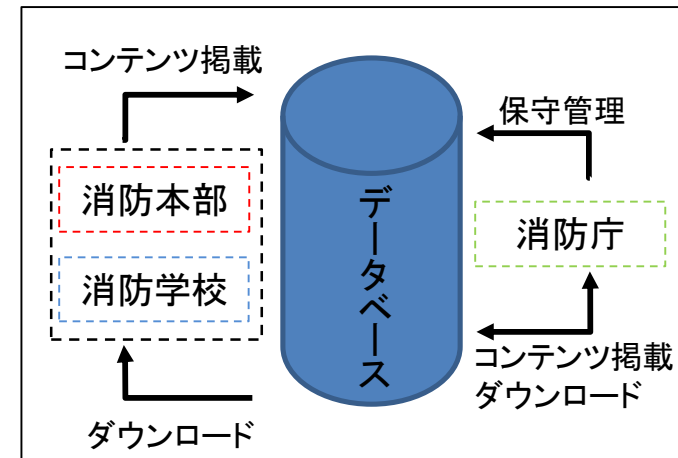 コンテンツ掲載
消防本部
消防学校
ダウンロード
データベース
保守管理
消防庁
コンテンツ掲載
ダウンロード